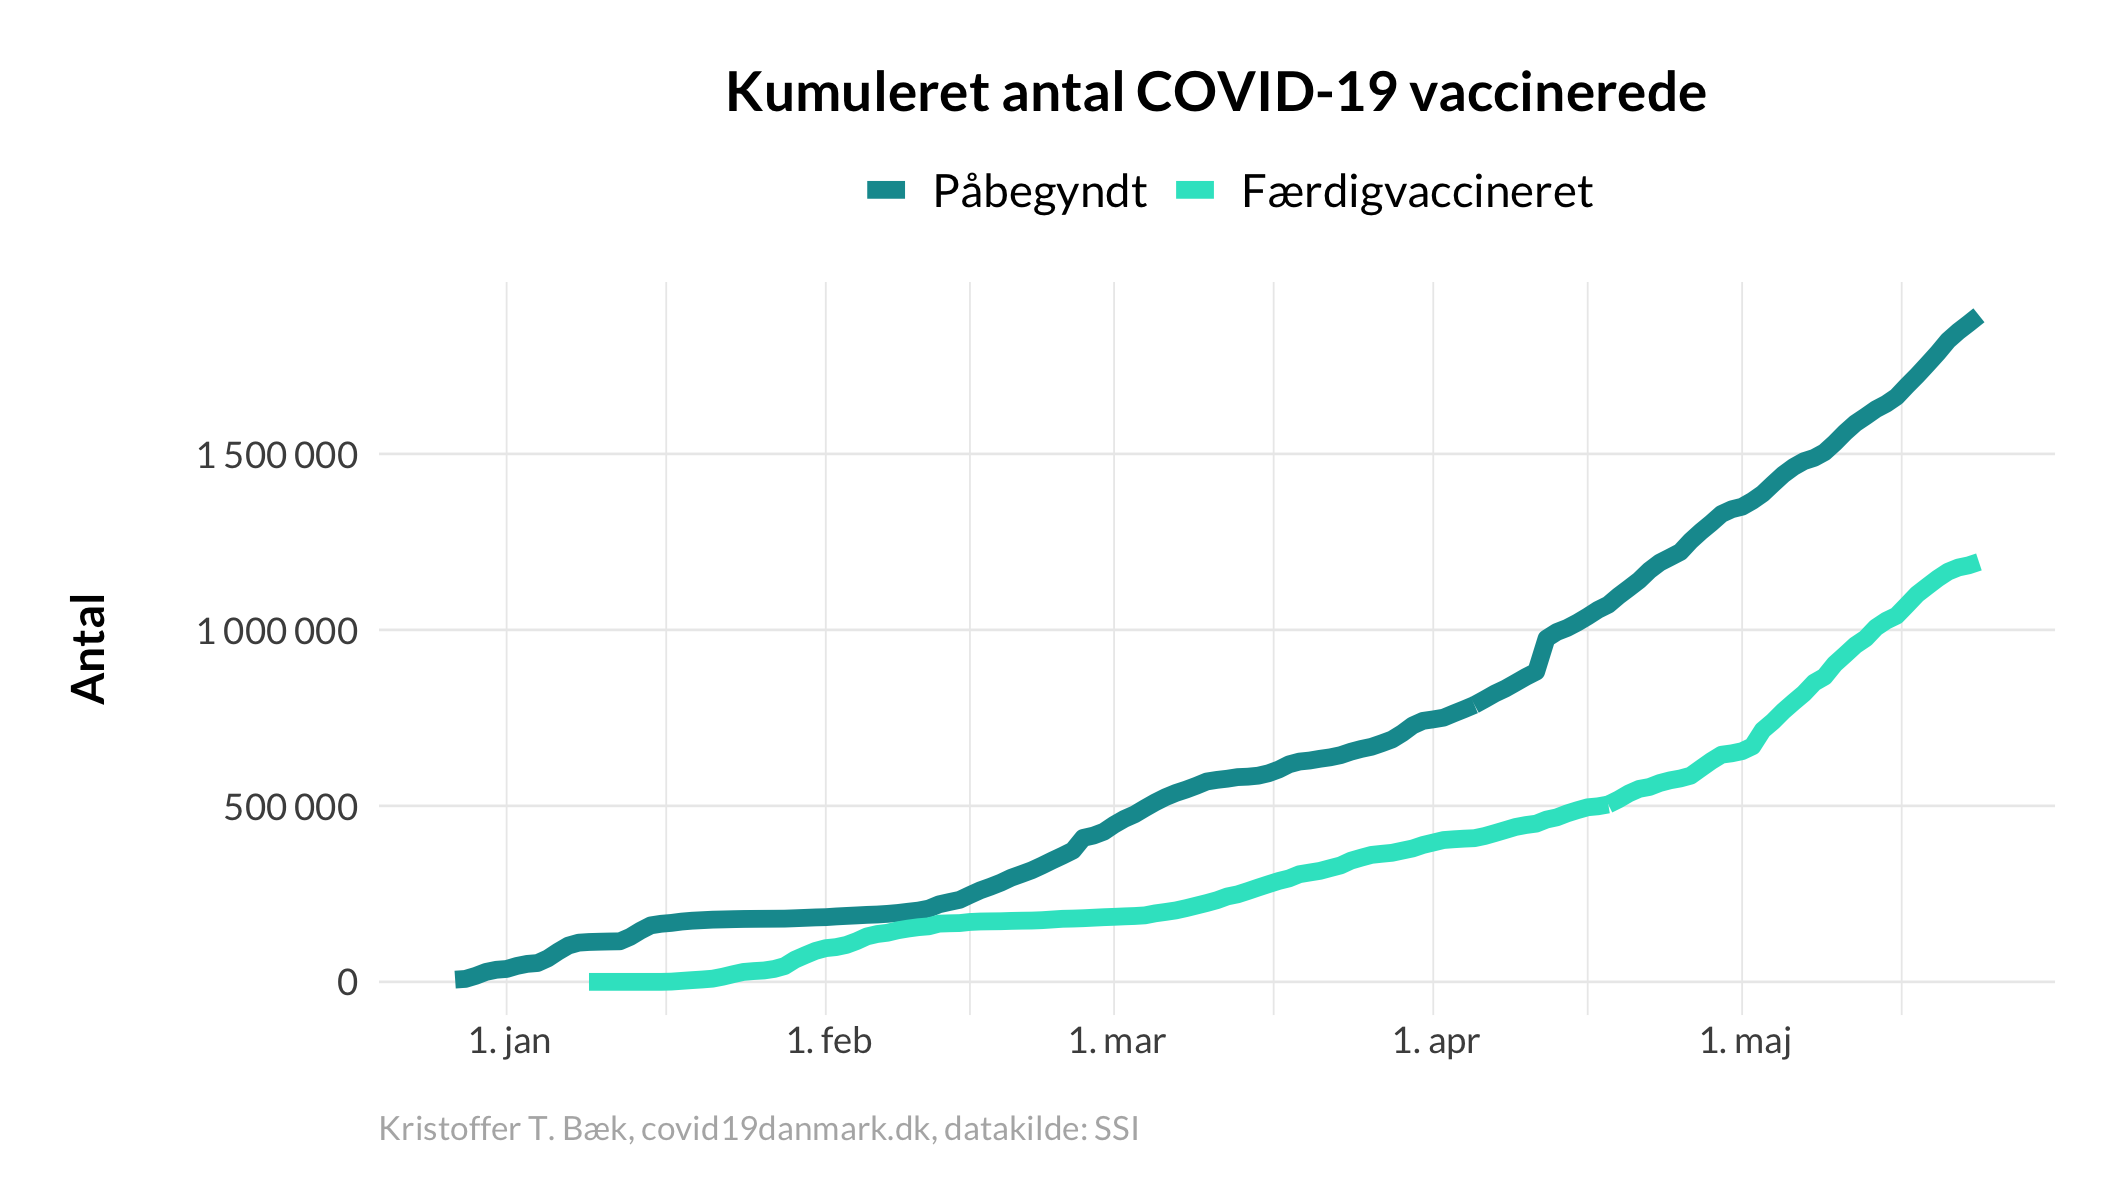 Kumuleret antal COVID-19 vaccinerede
Påbegyndt Færdigvaccineret
Antal
1 500 000
1 000 000
500 000
0
1. jan 1. feb 1. mar 1. apr 1. maj
Kristoffer T. Bæk, covid19danmark.dk, datakilde: SSI